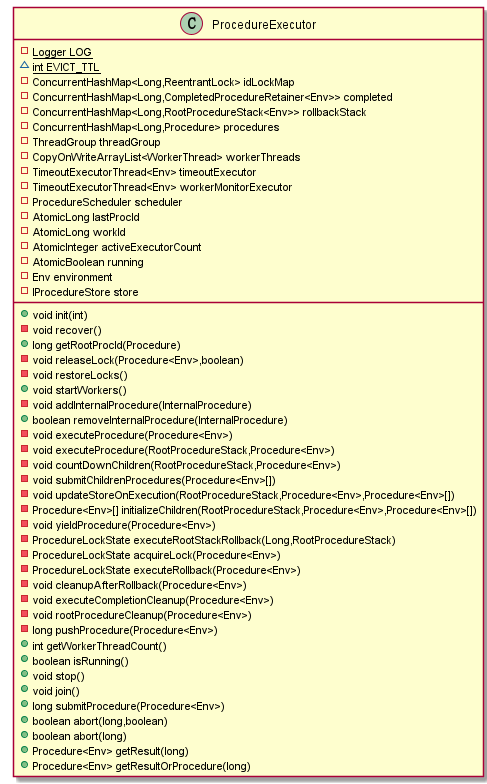 C ProcedureExecutor
Logger LOG
int EVICT_TTL
ConcurrentHashMap<Long,ReentrantLock> idLockMap
ConcurrentHashMap<Long,CompletedProcedureRetainer<Env>> completed
ConcurrentHashMap<Long,RootProcedureStack<Env>> rollbackStack
ConcurrentHashMap<Long,Procedure> procedures
ThreadGroup threadGroup
CopyOnWriteArrayList<WorkerThread> workerThreads
TimeoutExecutorThread<Env> timeoutExecutor
TimeoutExecutorThread<Env> workerMonitorExecutor
ProcedureScheduler scheduler
AtomicLong lastProcId
AtomicLong workId
AtomicInteger activeExecutorCount
AtomicBoolean running
Env environment
IProcedureStore store
void init(int)
void recover()
long getRootProcId(Procedure)
void releaseLock(Procedure<Env>,boolean)
void restoreLocks()
void startWorkers()
void addInternalProcedure(InternalProcedure)
boolean removeInternalProcedure(InternalProcedure)
void executeProcedure(Procedure<Env>)
void executeProcedure(RootProcedureStack,Procedure<Env>)
void countDownChildren(RootProcedureStack,Procedure<Env>)
void submitChildrenProcedures(Procedure<Env>[])
void updateStoreOnExecution(RootProcedureStack,Procedure<Env>,Procedure<Env>[])
Procedure<Env>[] initializeChildren(RootProcedureStack,Procedure<Env>,Procedure<Env>[])
void yieldProcedure(Procedure<Env>)
ProcedureLockState executeRootStackRollback(Long,RootProcedureStack)
ProcedureLockState acquireLock(Procedure<Env>)
ProcedureLockState executeRollback(Procedure<Env>)
void cleanupAfterRollback(Procedure<Env>)
void executeCompletionCleanup(Procedure<Env>)
void rootProcedureCleanup(Procedure<Env>)
long pushProcedure(Procedure<Env>)
int getWorkerThreadCount()
boolean isRunning()
void stop()
void join()
long submitProcedure(Procedure<Env>)
boolean abort(long,boolean)
boolean abort(long)
Procedure<Env> getResult(long)
Procedure<Env> getResultOrProcedure(long)